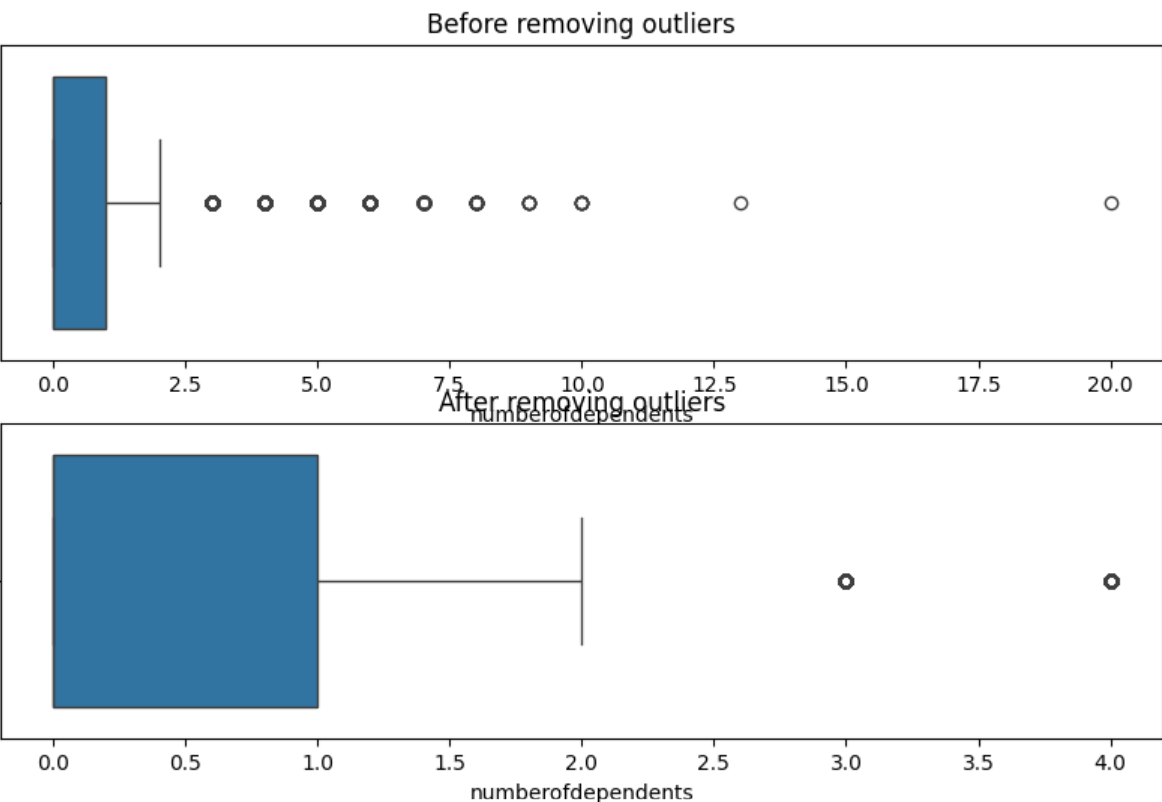 Before removing outliers
0.0 2.5 5.0 7.5 10.0 12.5 15.0 17.5 20.0
numberofdependents
After removing outliers
0.0 0.5 1.0 1.5 2.0 2.5 3.0 3.5 4.0
numberofdependents